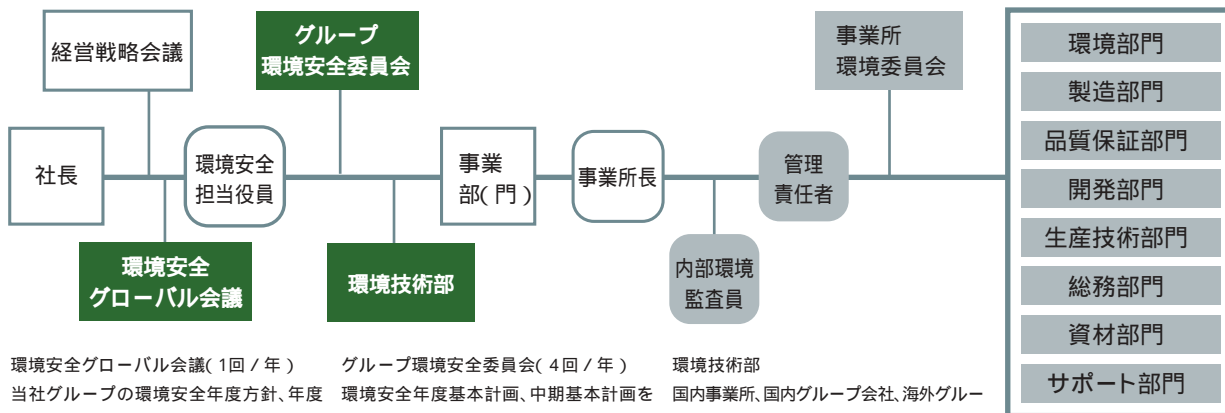 経営戦略会議
グループ
環境安全委員会
事業所
環境委員会
社長
環境安全
担当役員
事業
部(門)
事業所長
管理
責任者
環境安全
グローバル会議
環境技術部
内部環境
監査員
環境部門
製造部門
品質保証部門
開発部門
生産技術部門
総務部門
資材部門
サポート部門
環境安全グローバル会議(1回/年)
当社グループの環境安全年度方針、年度
グループ環境安全委員会(4回/年)
環境安全年度基本計画、中期基本計画を
環境技術部
国内事業所、国内グループ会社、海外グルー